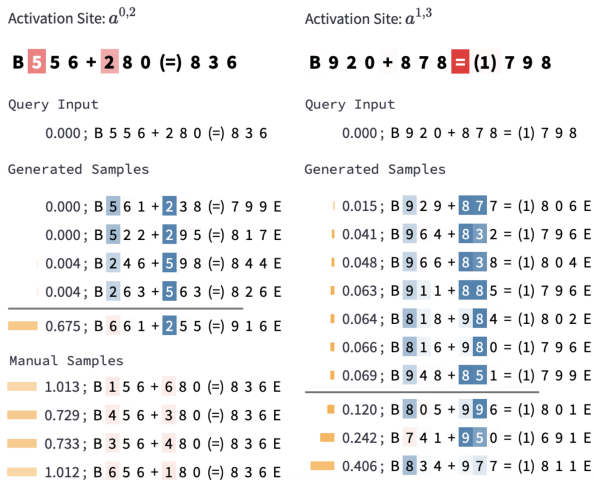 Activation Site: a^{0,2}
B 5 5 6 + 2 8 0 (=) 8 3 6
Query Input
0.000; B 5 5 6 + 2 8 0 (=) 8 3 6
Generated Samples
0.000; B 5 6 1 + 2 3 8 (=) 7 9 9 E
0.000; B 5 2 2 + 2 9 5 (=) 8 1 7 E
0.004; B 2 4 6 + 5 9 8 (=) 8 4 4 E
0.004; B 2 6 3 + 5 6 3 (=) 8 2 6 E
0.675; B 6 6 1 + 2 5 5 (=) 9 1 6 E
Manual Samples
1.013; B 1 5 6 + 6 8 0 (=) 8 3 6 E
0.729; B 4 5 6 + 3 8 0 (=) 8 3 6 E
0.733; B 3 5 6 + 4 8 0 (=) 8 3 6 E
1.012; B 6 5 6 + 1 8 0 (=) 8 3 6 E
Activation Site: a^{1,3}
B 9 2 0 + 8 7 8 = (1) 7 9 8
Query Input
0.000; B 9 2 0 + 8 7 8 = (1) 7 9 8
Generated Samples
0.015; B 9 2 9 + 8 7 7 = (1) 8 0 6 E
0.041; B 9 6 4 + 8 3 2 = (1) 7 9 6 E
0.048; B 9 6 6 + 8 3 8 = (1) 8 0 4 E
0.063; B 9 1 1 + 8 8 5 = (1) 7 9 6 E
0.064; B 8 1 8 + 9 8 4 = (1) 8 0 2 E
0.066; B 8 1 6 + 9 8 0 = (1) 7 9 6 E
0.069; B 9 4 8 + 8 5 1 = (1) 7 9 9 E
0.120; B 8 0 5 + 9 9 6 = (1) 8 0 1 E
0.242; B 7 4 1 + 9 5 0 = (1) 6 9 1 E
0.406; B 8 3 4 + 9 7 7 = (1) 8 1 1 E